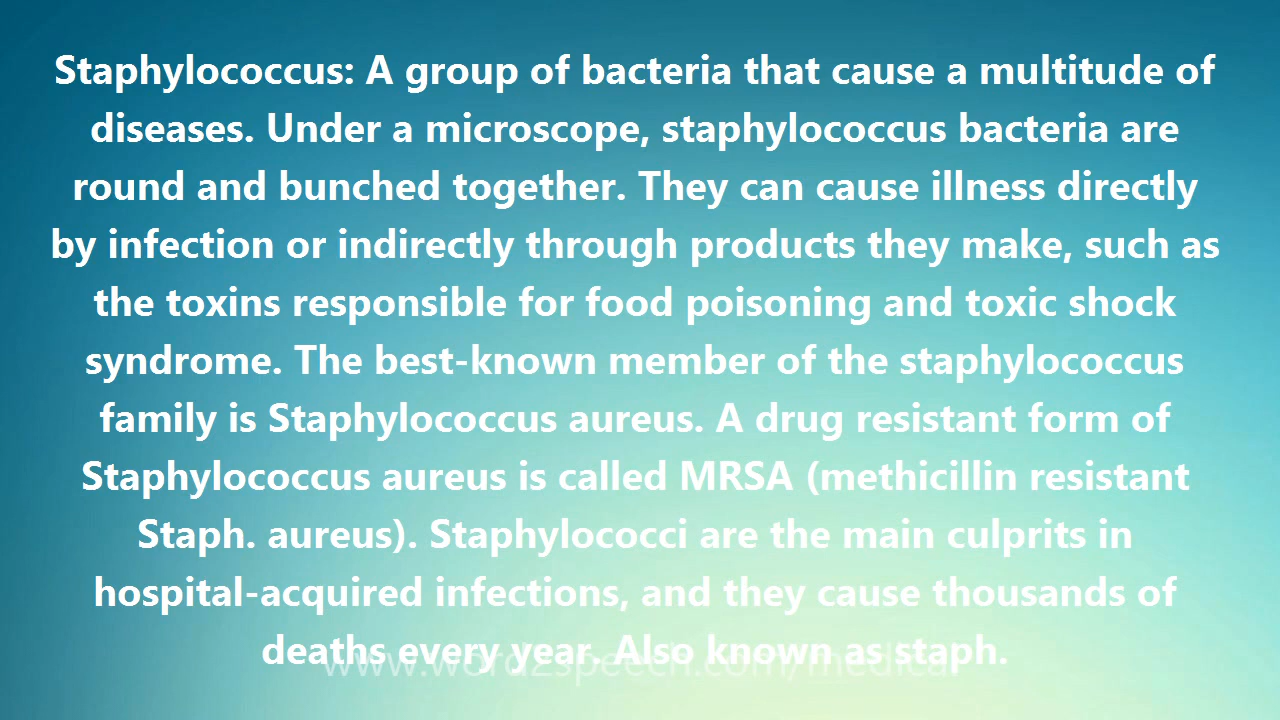 Staphylococcus: A group of bacteria that cause a multitude of
diseases. Under a microscope, staphylococcus bacteria are
round and bunched together. They can cause illness directly
by infection or indirectly through products they make, such as
the toxins responsible for food poisoning and toxic shock
syndrome. The best-known member of the staphylococcus
family is Staphylococcus aureus. A drug resistant form of
Staphylococcus aureus is called MRSA (methicillin resistant
Staph. aureus). Staphylococci are the main culprits in
hospital-acquired infections, and they cause thousands of
deaths every year. Also known as staph.
www.word2speech.com/medical